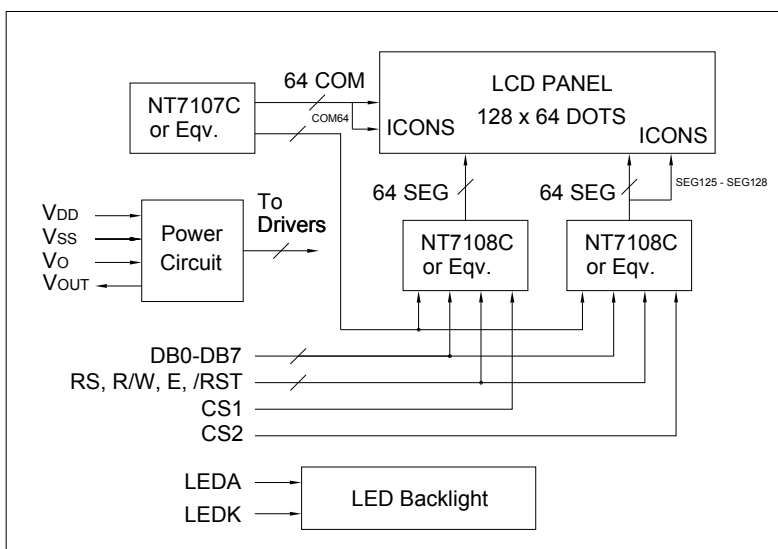 64 COM
LCD PANEL
128 x 64 DOTS
NT7107C
or Eqv.
COM64
ICONS
ICONS
64 SEG
64 SEG
SEG125 - SEG128
VDD
VSS
VO
VOUT
Power
Circuit
To
Drivers
NT7108C
or Eqv.
NT7108C
or Eqv.
DB0-DB7
RS, R/W, E, /RST
CS1
CS2
LEDA
LEDK
LED Backlight